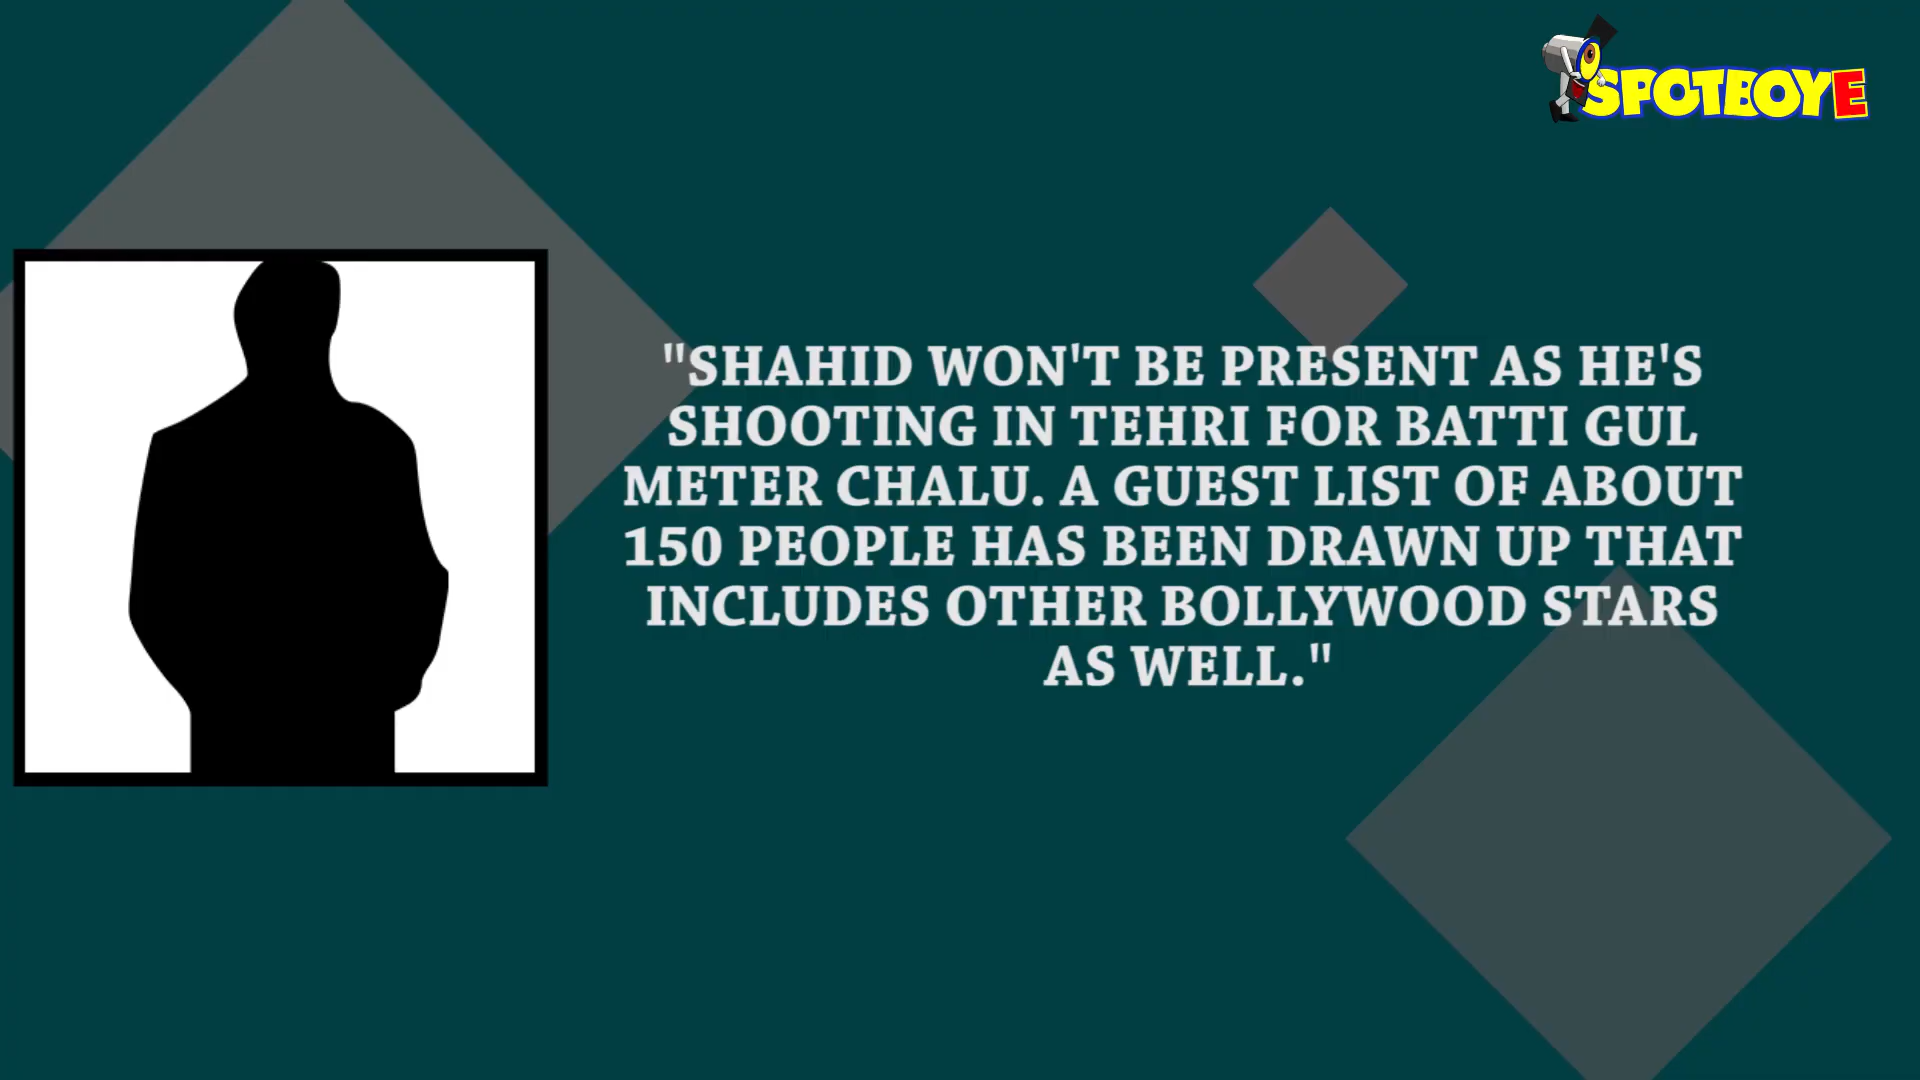 SPOTBOYE
"SHAHID WON'T BE PRESENT AS HE'S
SHOOTING IN TEHRI FOR BATTI GUL
METER CHALU. A GUEST LIST OF ABOUT
150 PEOPLE HAS BEEN DRAWN UP THAT
INCLUDES OTHER BOLLYWOOD STARS
AS WELL."